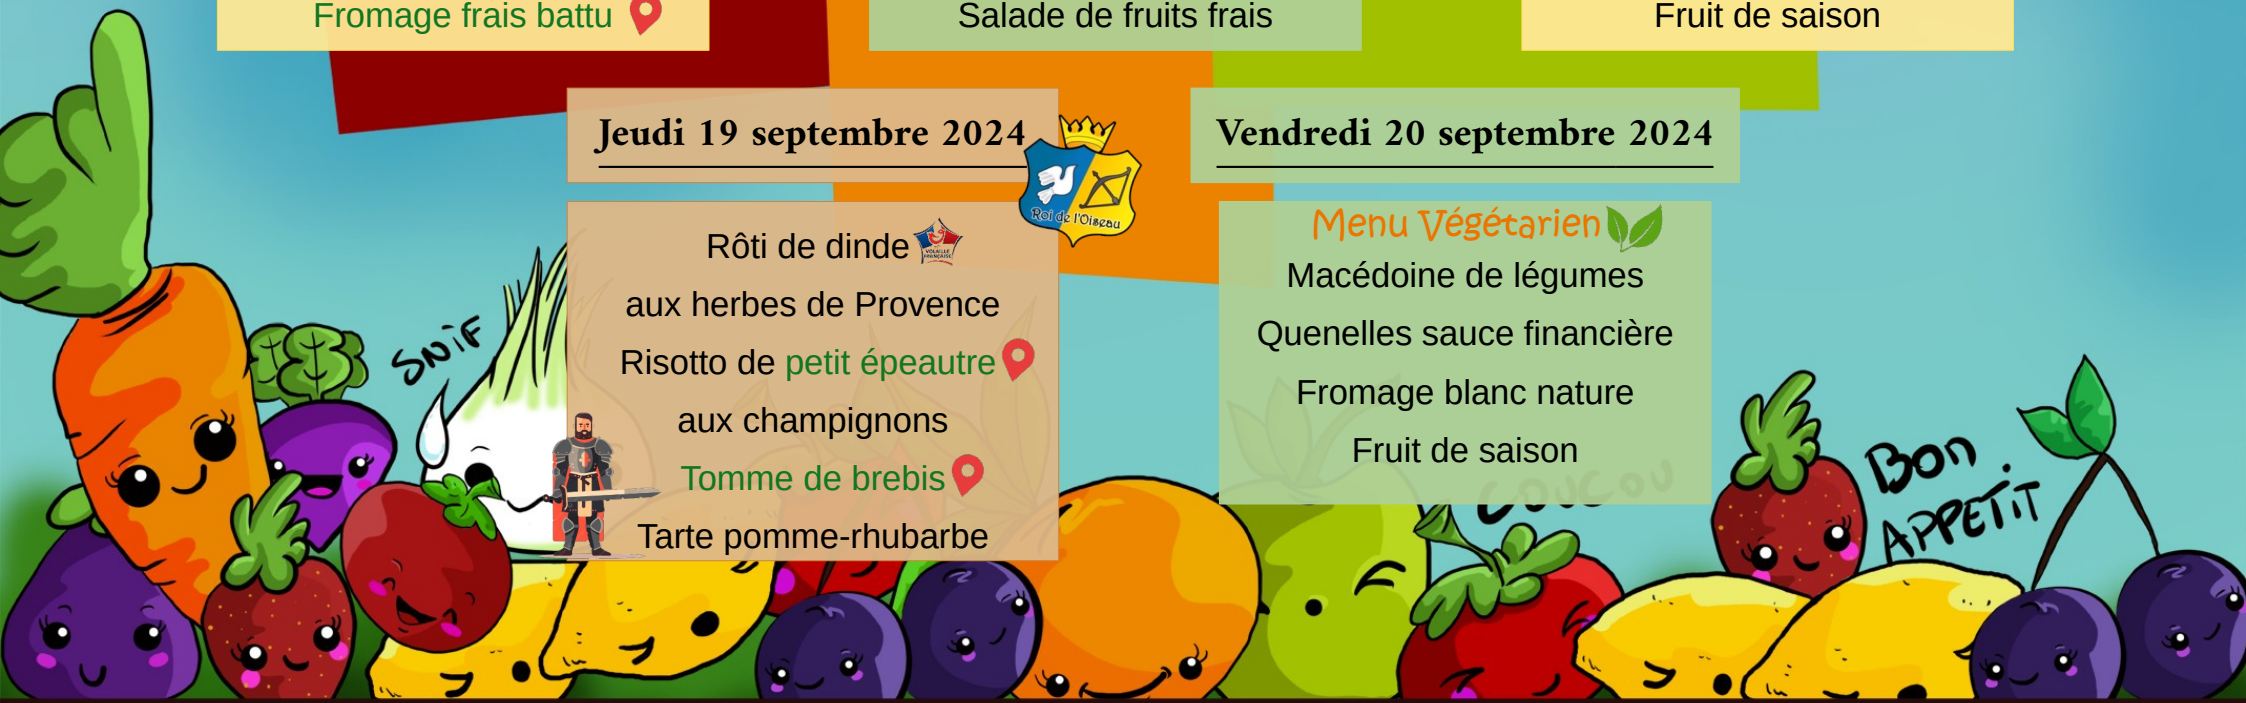 Fromage frais battu
Salade de fruits frais
Fruit de saison
Jeudi 19 septembre 2024
Roi de l'Oiseau
Rôti de dinde
VOLAILLE
FRANÇAISE
aux herbes de Provence
Risotto de petit épeautre
aux champignons
Tomme de brebis
Tarte pomme-rhubarbe
Vendredi 20 septembre 2024
Menu Végétarien
Macédoine de légumes
Quenelles sauce financière
Fromage blanc nature
Fruit de saison
SNIF
COUCOU
BON
APPETIT